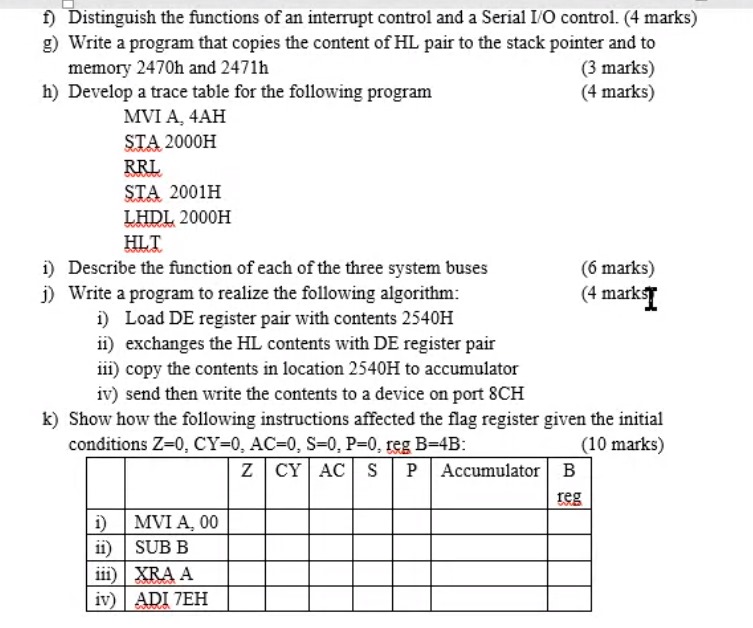 f) Distinguish the functions of an interrupt control and a Serial I/O control. (4 marks)
g) Write a program that copies the content of HL pair to the stack pointer and to
memory 2470h and 2471h (3 marks)
h) Develop a trace table for the following program (4 marks)
MVI A, 4AH
STA 2000H
RRL
STA 2001H
LHDL 2000H
HLT
i) Describe the function of each of the three system buses (6 marks)
j) Write a program to realize the following algorithm: (4 marks)
i) Load DE register pair with contents 2540H
ii) exchanges the HL contents with DE register pair
iii) copy the contents in location 2540H to accumulator
iv) send then write the contents to a device on port 8CH
k) Show how the following instructions affected the flag register given the initial
conditions Z=0, CY=0, AC=0, S=0, P=0, reg B=4B: (10 marks)
Z CY AC S P Accumulator B
reg
i) MVI A, 00
ii) SUB B
iii) XRA A
iv) ADI 7EH